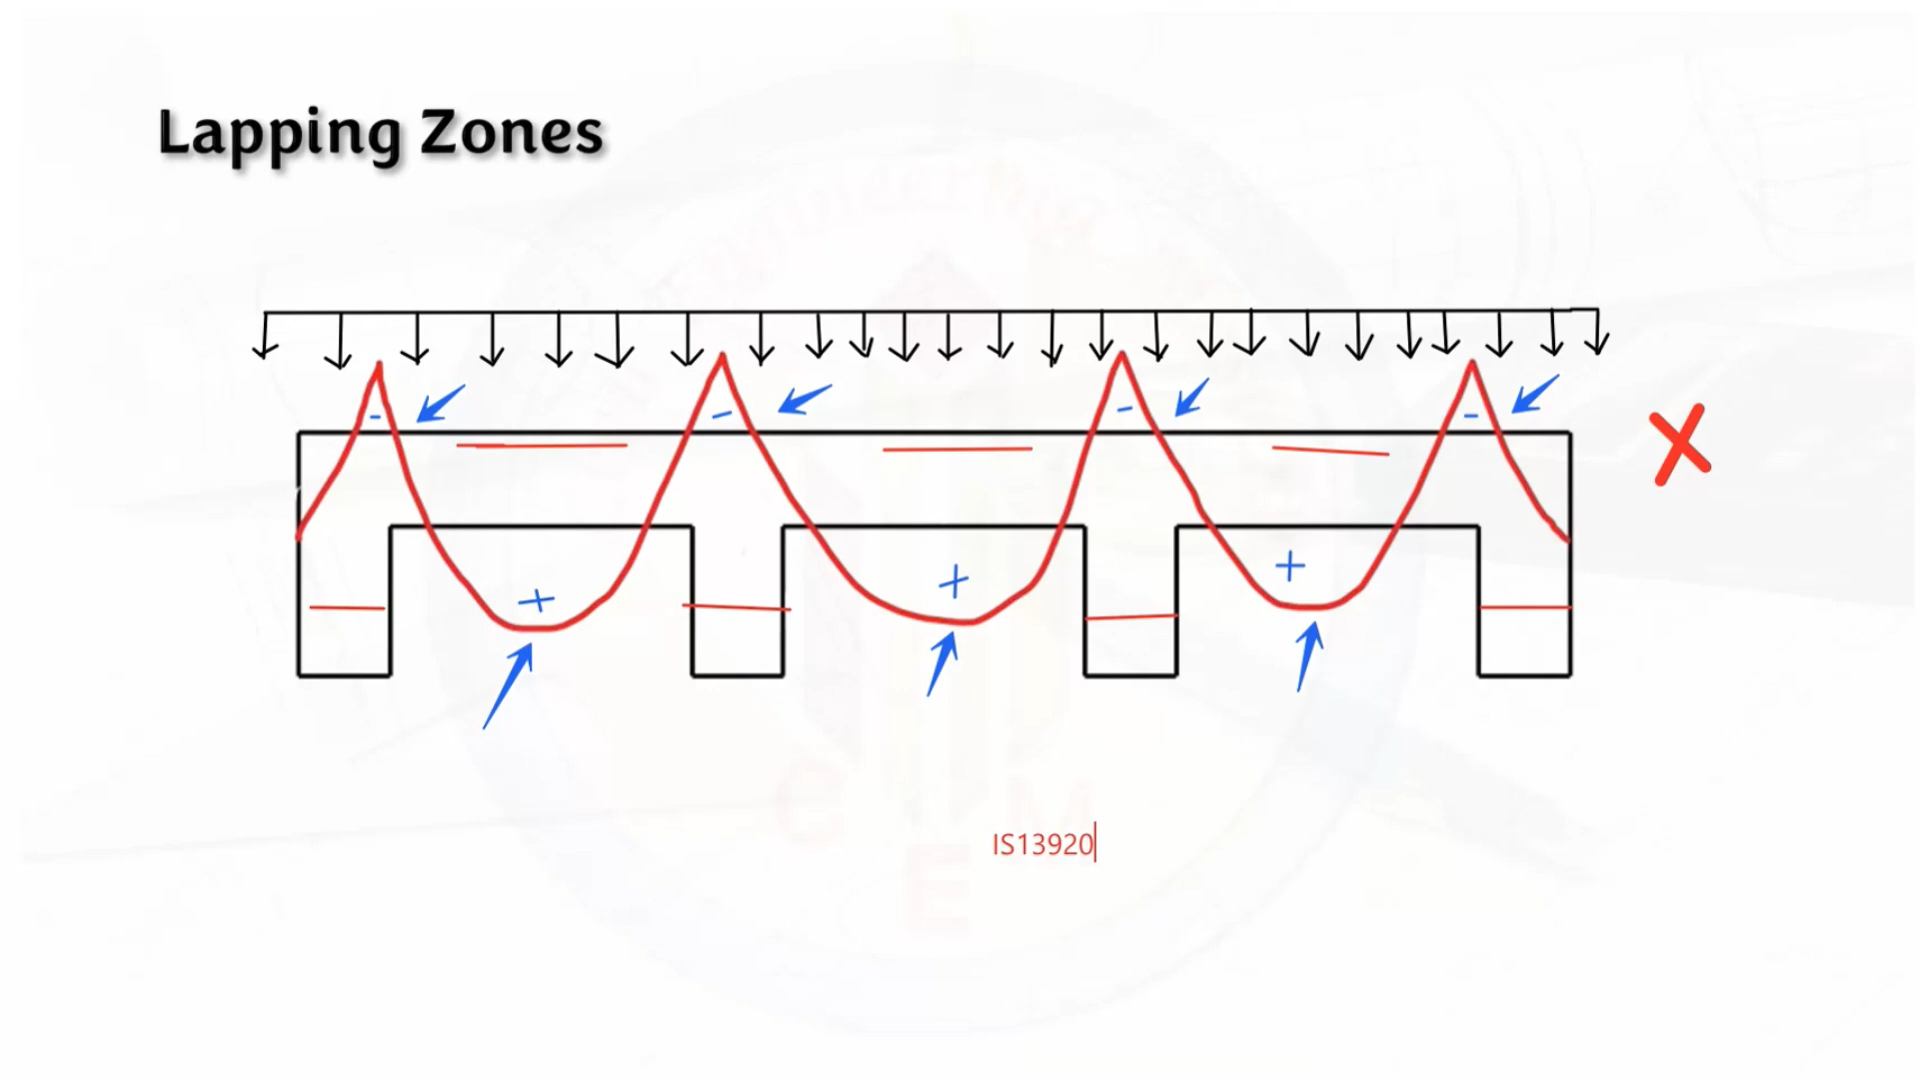 Lapping Zones
- - - -
+ + +
IS13920
C M
E